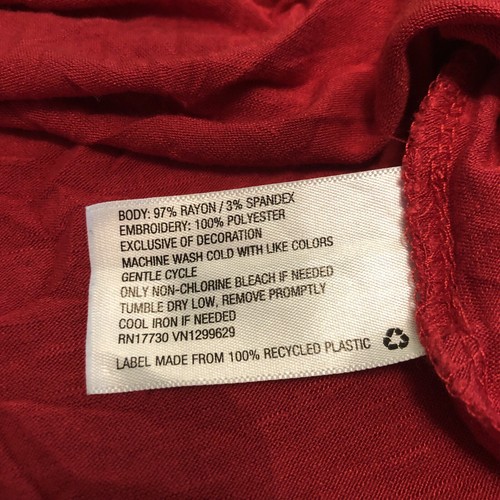 BODY: 97% RAYON / 3% SPANDEX
EMBROIDERY: 100% POLYESTER
EXCLUSIVE OF DECORATION
MACHINE WASH COLD WITH LIKE COLORS
GENTLE CYCLE
ONLY NON-CHLORINE BLEACH IF NEEDED
TUMBLE DRY LOW, REMOVE PROMPTLY
COOL IRON IF NEEDED
RN17730 VN1299629
LABEL MADE FROM 100% RECYCLED PLASTIC